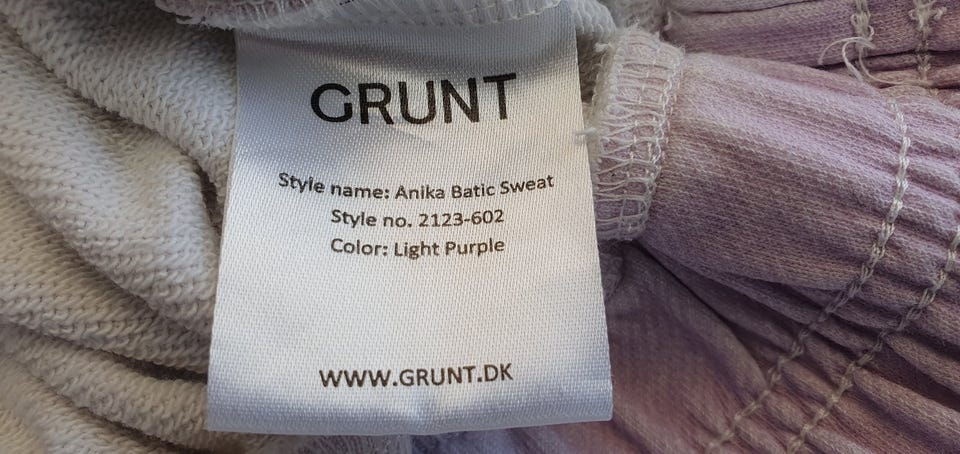 GRUNT
Style name: Anika Batic Sweat
Style no. 2123-602
Color: Light Purple
WWW.GRUNT.DK